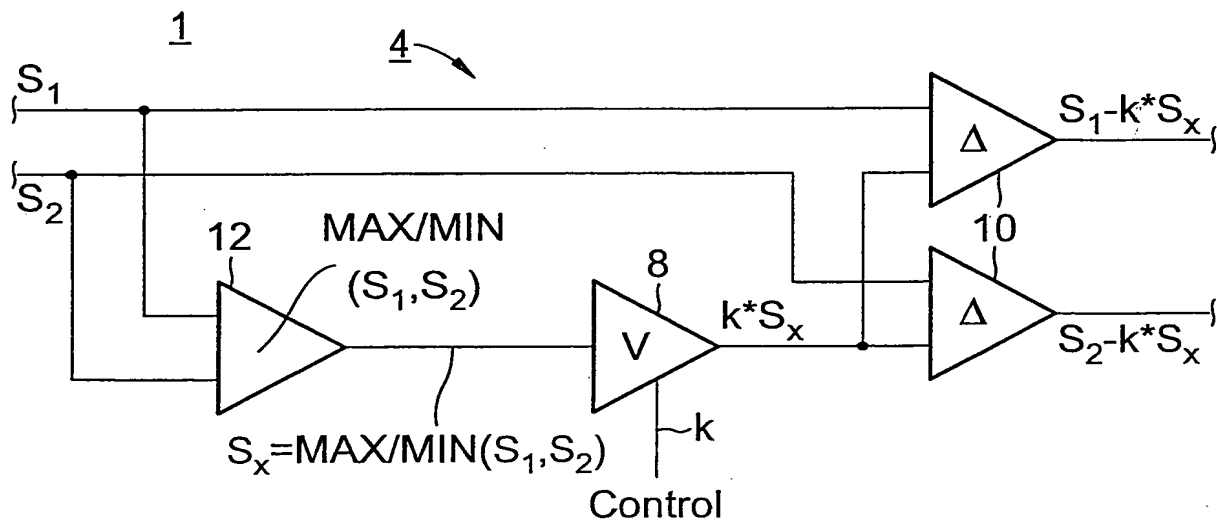 1
4
S₁
S₁-k*Sₓ
Δ
S₂
10
12
MAX/MIN
(S₁,S₂)
8
V
k*Sₓ
Δ
S₂-k*Sₓ
Sₓ=MAX/MIN(S₁,S₂)
k
Control